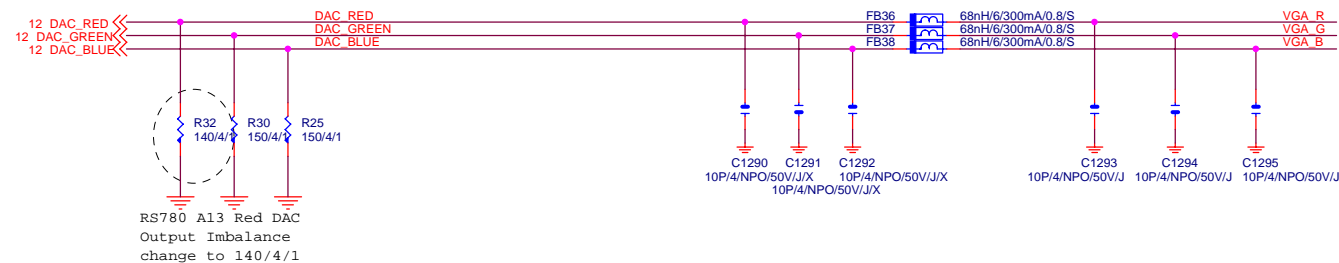 12 DAC_RED DAC_RED FB36 68nH/6/300mA/0.8/S VGA_R
12 DAC_GREEN DAC_GREEN FB37 68nH/6/300mA/0.8/S VGA_G
12 DAC_BLUE DAC_BLUE FB38 68nH/6/300mA/0.8/S VGA_B
R32 R30 R25
140/4/1 150/4/1 150/4/1
C1290 C1291 C1292 C1293 C1294 C1295
10P/4/NPO/50V/J/X 10P/4/NPO/50V/J/X 10P/4/NPO/50V/J 10P/4/NPO/50V/J 10P/4/NPO/50V/J
10P/4/NPO/50V/J/X
RS780 A13 Red DAC
Output Imbalance
change to 140/4/1